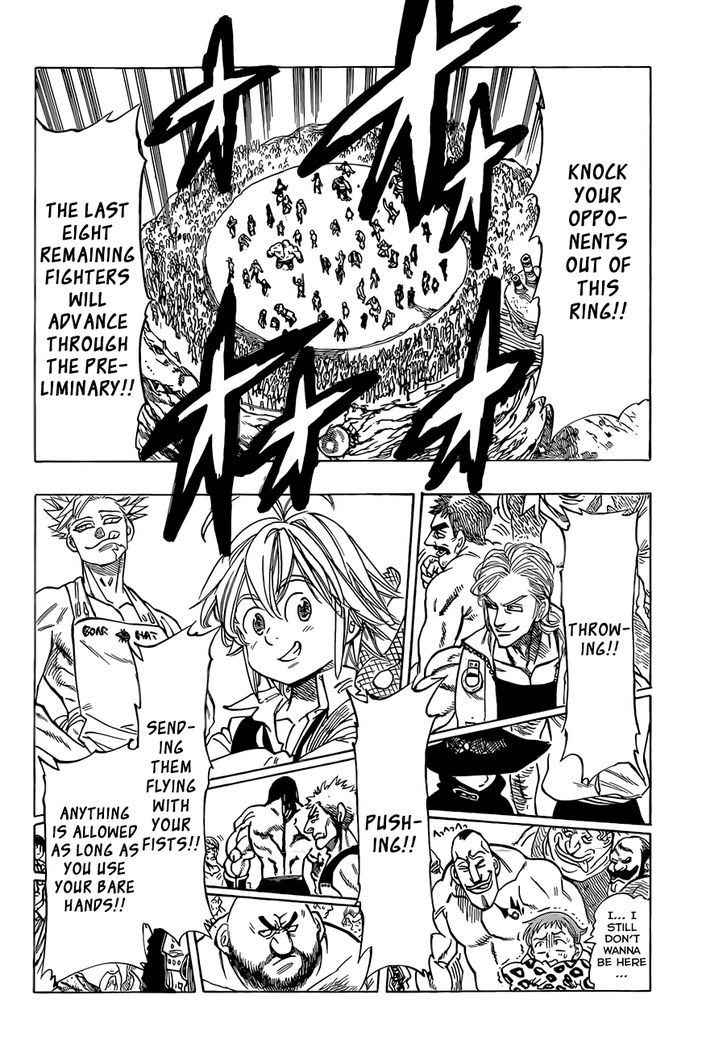 KNOCK
YOUR
OPPO-
NENTS
OUT OF
THIS
RING!!
THE LAST
EIGHT
REMAINING
FIGHTERS
WILL
ADVANCE
THROUGH
THE PRE-
LIMINARY!!
THROW-
ING!!
PUSH-
ING!!
SEND-
ING
THEM
FLYING
WITH
YOUR
FISTS!!
BOAR HAT
ANYTHING
IS ALLOWED
AS LONG AS
YOU USE
YOUR BARE
HANDS!!
I... I
STILL
DON'T
WANNA
BE HERE
...